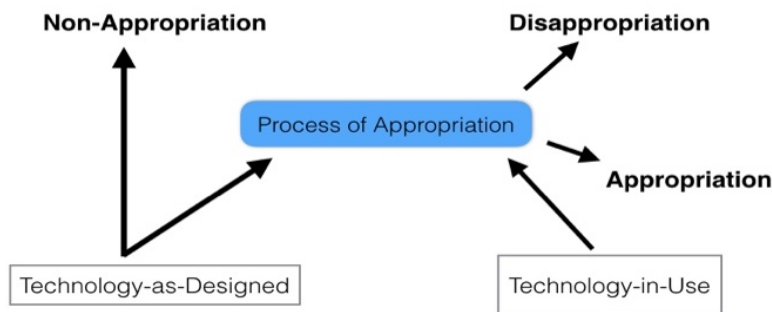 Non-Appropriation
Disappropriation
Process of Appropriation
Appropriation
Technology-as-Designed
Technology-in-Use